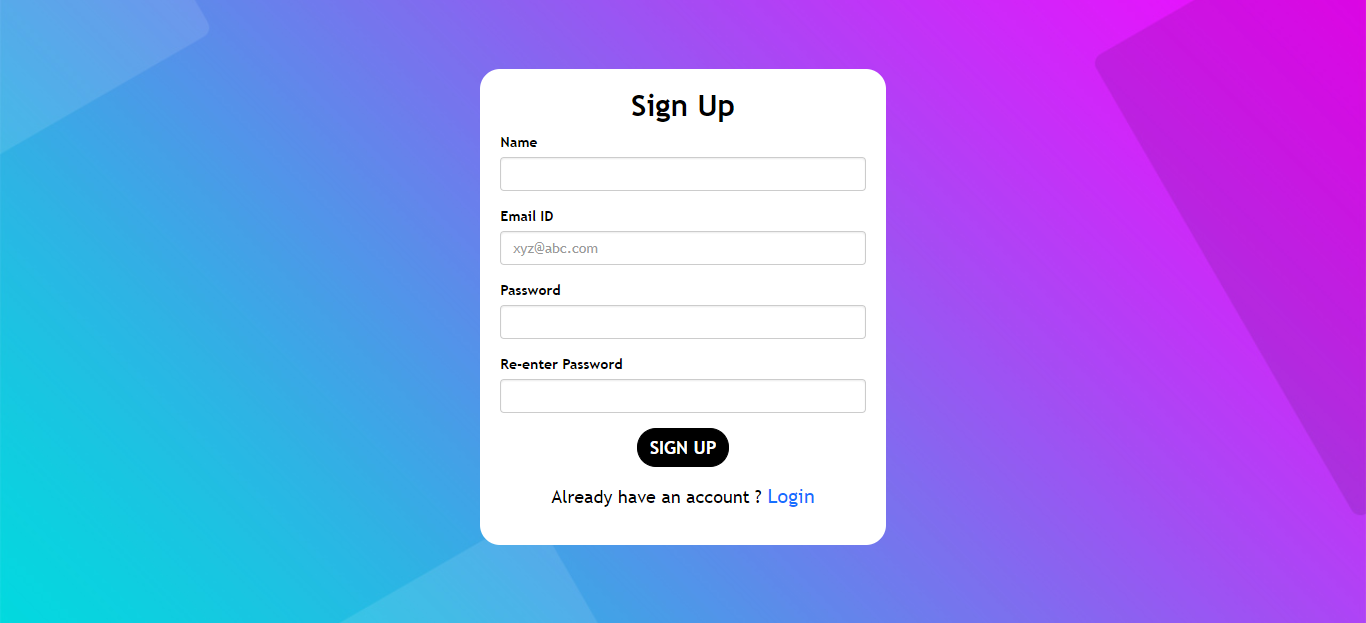 Sign Up
Name
Email ID
xyz@abc.com
Password
Re-enter Password
SIGN UP
Already have an account ? Login